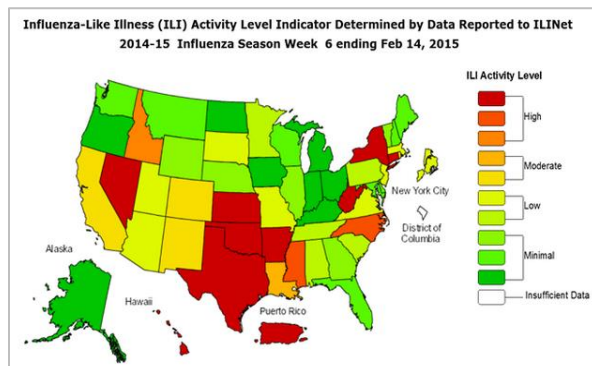 Influenza-Like Illness (ILI) Activity Level Indicator Determined by Data Reported to ILINet
2014-15 Influenza Season Week 6 ending Feb 14, 2015
ILI Activity Level
High
Moderate
Low
Minimal
Insufficient Data
New York City
District of
Columbia
Alaska
Hawaii
Puerto Rico